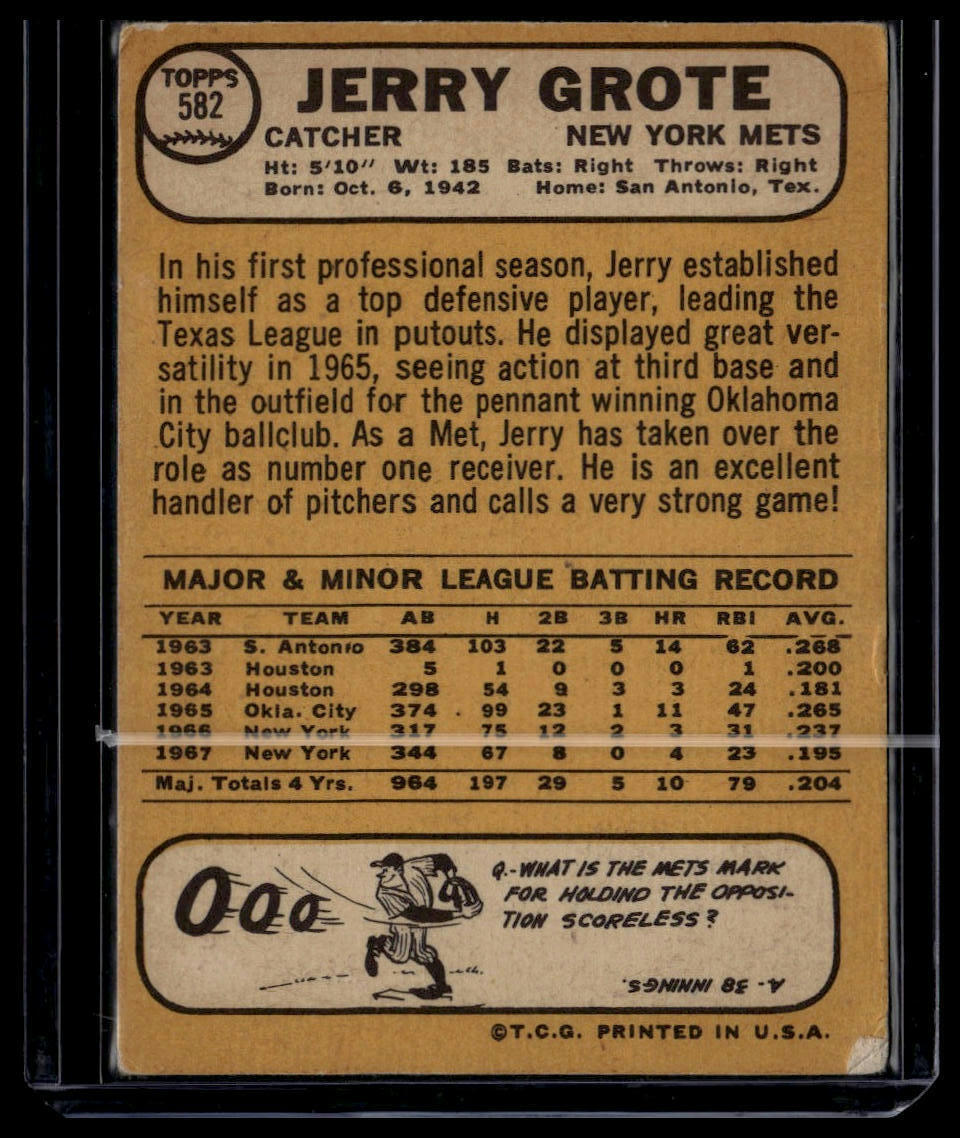 TOPPS
582
JERRY GROTE
CATCHER NEW YORK METS
Ht: 5'10" Wt: 185 Bats: Right Throws: Right
Born: Oct. 6, 1942 Home: San Antonio, Tex.
In his first professional season, Jerry established
himself as a top defensive player, leading the
Texas League in putouts. He displayed great ver-
satility in 1965, seeing action at third base and
in the outfield for the pennant winning Oklahoma
City ballclub. As a Met, Jerry has taken over the
role as number one receiver. He is an excellent
handler of pitchers and calls a very strong game!
MAJOR & MINOR LEAGUE BATTING RECORD
YEAR TEAM AB H 2B 3B HR RBI AVG.
1963 S. Antonio 384 103 22 5 14 62 .268
1963 Houston 5 1 0 0 0 1 .200
1964 Houston 298 54 9 3 3 24 .181
1965 Okla. City 374 99 23 1 11 47 .265
1966 New York 317 75 12 2 3 31 .237
1967 New York 344 67 8 0 4 23 .195
Maj. Totals 4 Yrs. 964 197 29 5 10 79 .204
000
Q.-WHAT IS THE METS MARK
FOR HOLDING THE OPPOSI-
TION SCORELESS?
A- 38 INNINGS.
©T.C.G. PRINTED IN U.S.A.